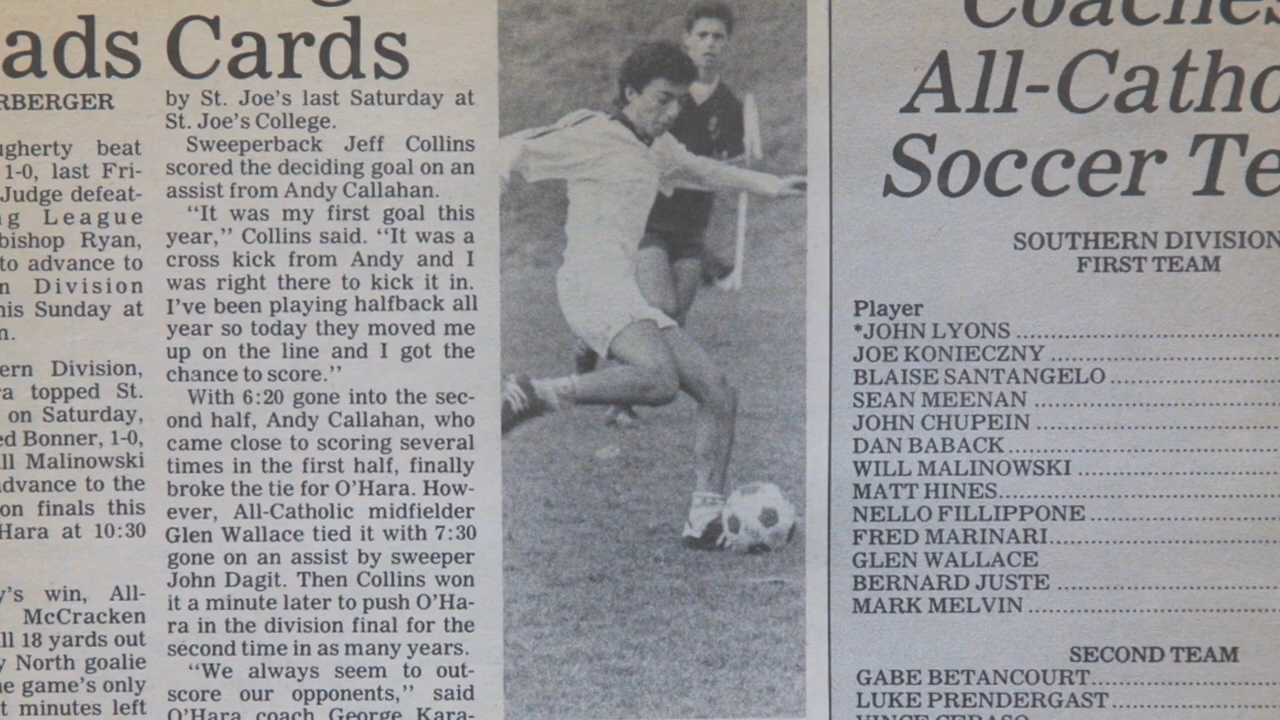 ads Cards
RBERGER
ugherty beat
1-0, last Fri-
Judge defeat-
ng League
bishop Ryan,
to advance to
n Division
his Sunday at
n.
ern Division,
ra topped St.
on Saturday,
ed Bonner, 1-0,
ll Malinowski
advance to the
on finals this
Hara at 10:30
y's win, All-
McCracken
ll 18 yards out
y North goalie
e game's only
t minutes left
by St. Joe's last Saturday at
St. Joe's College.
Sweeperback Jeff Collins
scored the deciding goal on an
assist from Andy Callahan.
"It was my first goal this
year," Collins said. "It was a
cross kick from Andy and I
was right there to kick it in.
I've been playing halfback all
year so today they moved me
up on the line and I got the
chance to score."
With 6:20 gone into the sec-
ond half, Andy Callahan, who
came close to scoring several
times in the first half, finally
broke the tie for O'Hara. How-
ever, All-Catholic midfielder
Glen Wallace tied it with 7:30
gone on an assist by sweeper
John Dagit. Then Collins won
it a minute later to push O'Ha-
ra in the division final for the
second time in as many years.
"We always seem to out-
score our opponents," said
O'Hara coach George Kara-
Coaches
All-Catho
Soccer Te
SOUTHERN DIVISION
FIRST TEAM
Player
*JOHN LYONS
JOE KONIECZNY
BLAISE SANTANGELO
SEAN MEENAN
JOHN CHUPEIN
DAN BABACK
WILL MALINOWSKI
MATT HINES
NELLO FILLIPPONE
FRED MARINARI
GLEN WALLACE
BERNARD JUSTE
MARK MELVIN
SECOND TEAM
GABE BETANCOURT
LUKE PRENDERGAST
VINCE CERASO